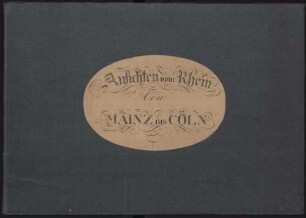 Ansichten vom Rhein
Von
MAINZ BIS CÖLN